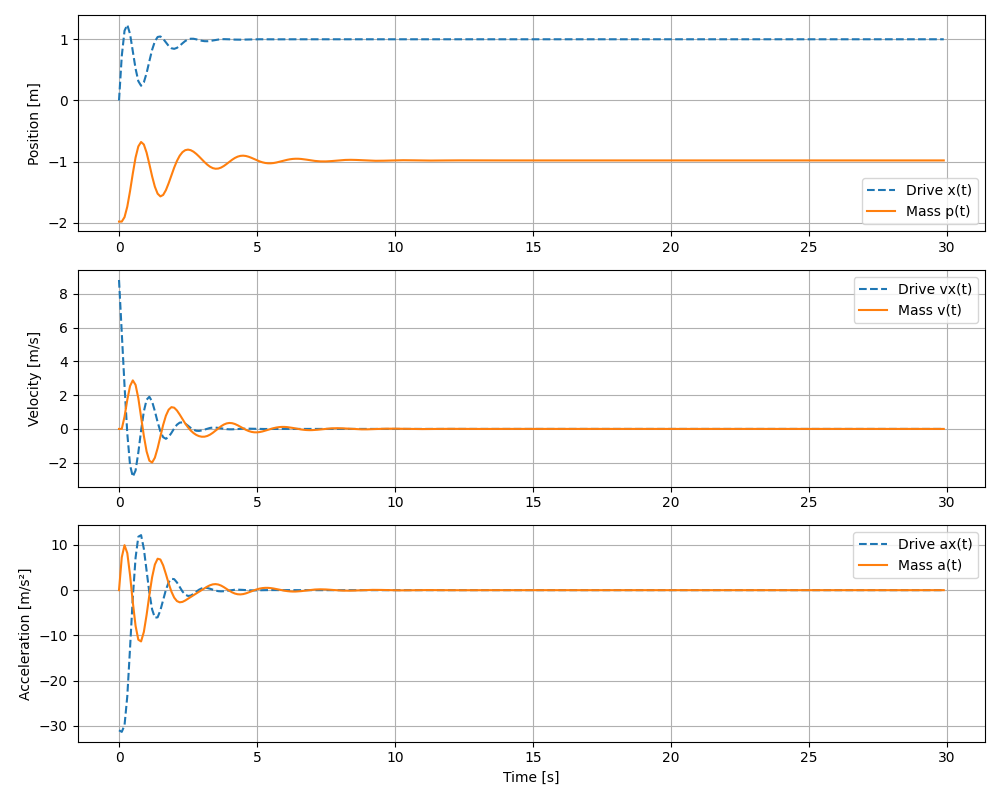 1
0
−1
−2
Position [m]
Drive x(t)
Mass p(t)
0 5 10 15 20 25 30
8
6
4
2
0
−2
Velocity [m/s]
Drive vx(t)
Mass v(t)
0 5 10 15 20 25 30
10
0
−10
−20
−30
Acceleration [m/s²]
Drive ax(t)
Mass a(t)
0 5 10 15 20 25 30
Time [s]